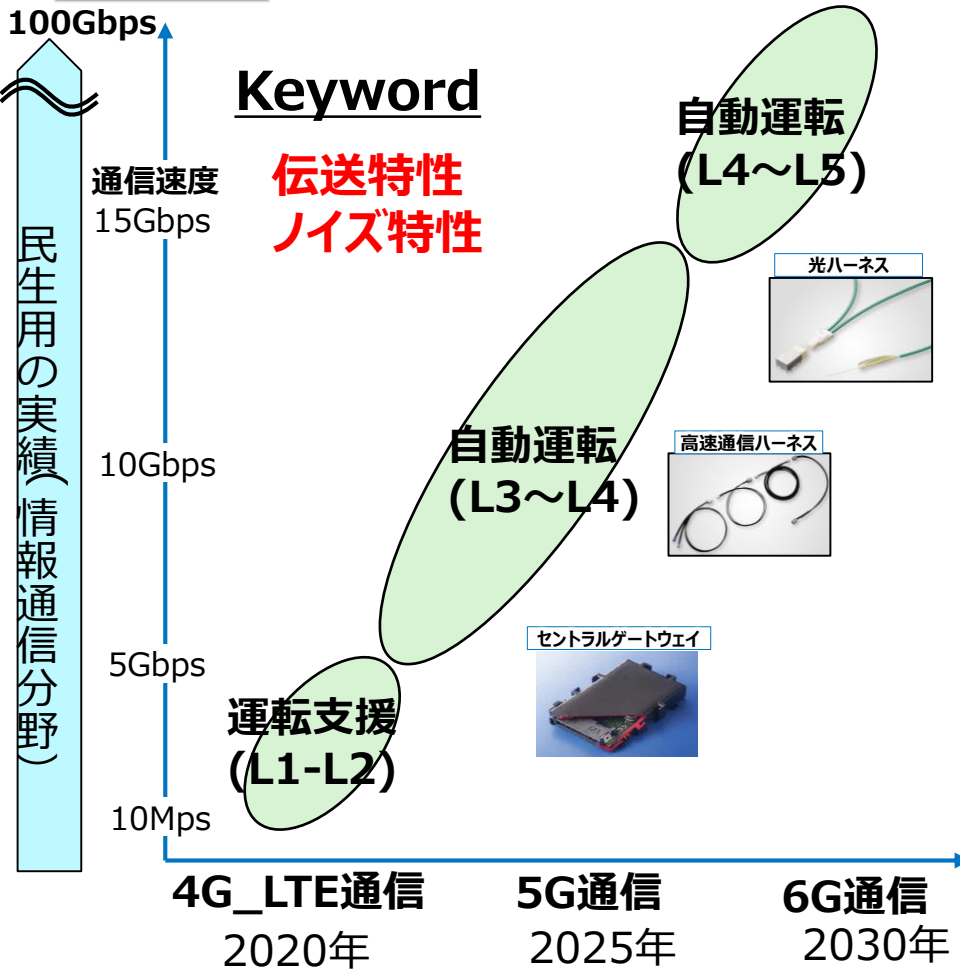 100Gbps
Keyword
伝送特性
ノイズ特性
通信速度
15Gbps
10Gbps
5Gbps
10Mps
民生用の実績(情報通信分野)
自動運転
(L4～L5)
光ハーネス
自動運転
(L3～L4)
高速通信ハーネス
セントラルゲートウェイ
運転支援
(L1-L2)
4G_LTE通信
5G通信
6G通信
2020年
2025年
2030年